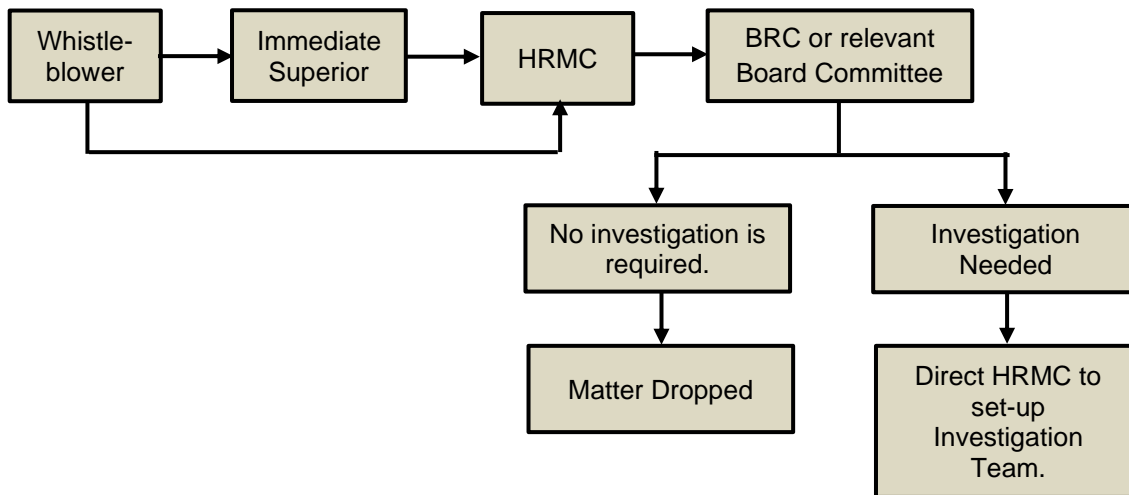 Whistle-
blower
Immediate
Superior
HRMC
BRC or relevant
Board Committee
No investigation is
required.
Investigation
Needed
Matter Dropped
Direct HRMC to
set-up
Investigation
Team.